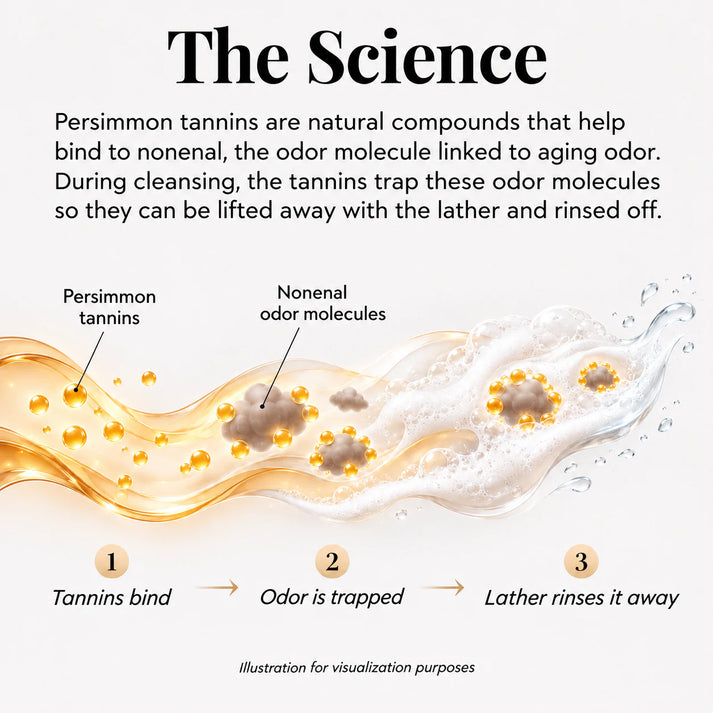 The Science
Persimmon tannins are natural compounds that help
bind to nonenal, the odor molecule linked to aging odor.
During cleansing, the tannins trap these odor molecules
so they can be lifted away with the lather and rinsed off.
Persimmon
tannins
Nonenal
odor molecules
1
Tannins bind
2
Odor is trapped
3
Lather rinses it away
Illustration for visualization purposes